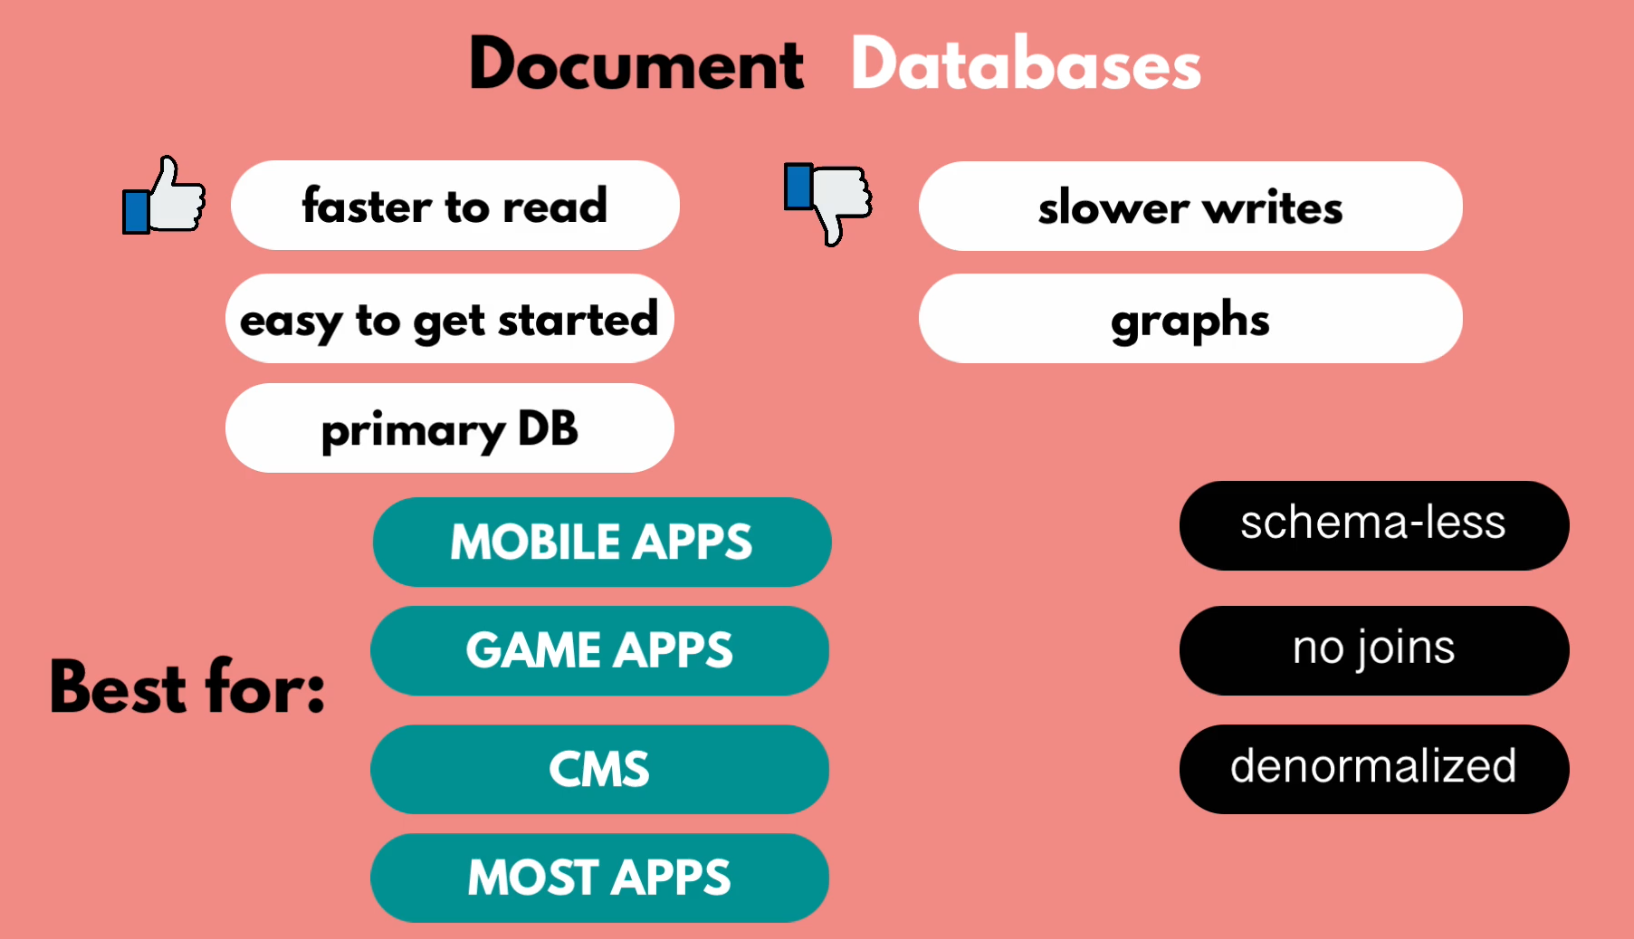 Document Databases
faster to read
easy to get started
primary DB
slower writes
graphs
Best for:
MOBILE APPS
GAME APPS
CMS
MOST APPS
schema-less
no joins
denormalized